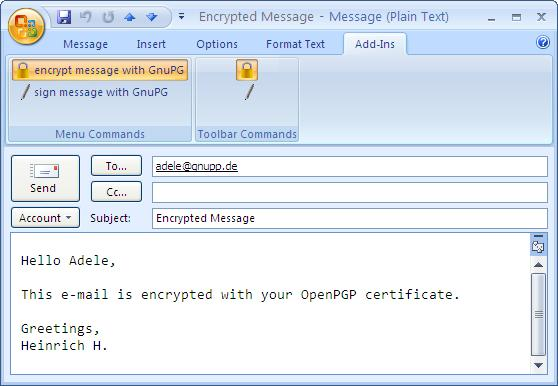 Encrypted Message - Message (Plain Text)
Message Insert Options Format Text Add-Ins
encrypt message with GnuPG
sign message with GnuPG
Menu Commands
Toolbar Commands
Send
To...
adele@gnupp.de
Cc...
Account
Subject:
Encrypted Message
Hello Adele,
This e-mail is encrypted with your OpenPGP certificate.
Greetings,
Heinrich H.